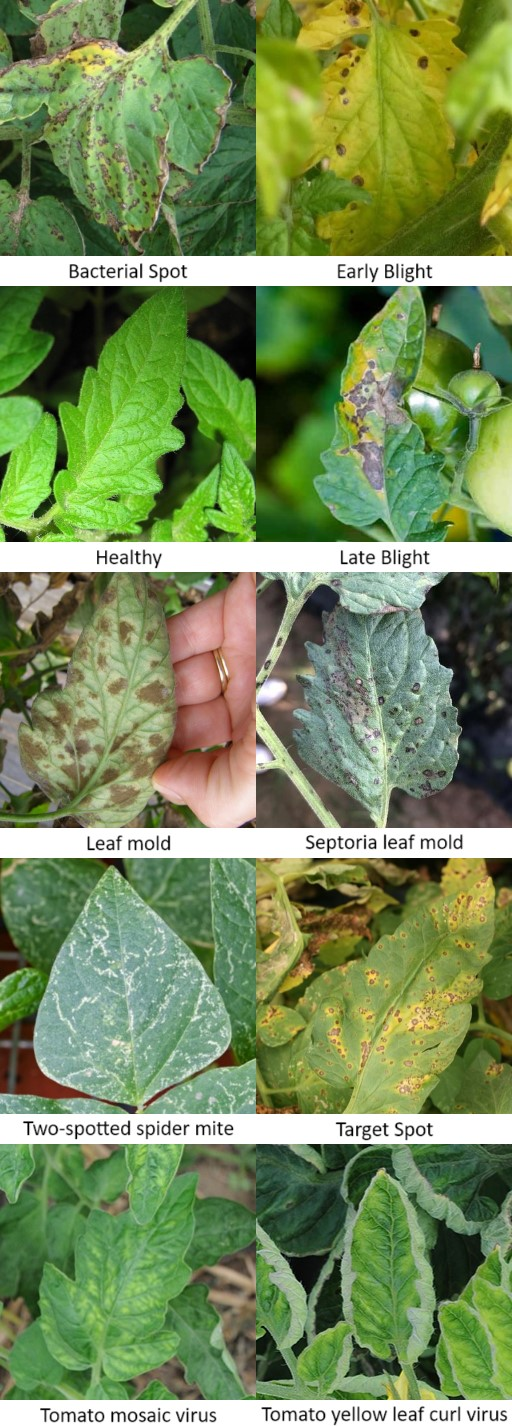 Bacterial Spot
Early Blight
Healthy
Late Blight
Leaf mold
Septoria leaf mold
Two-spotted spider mite
Target Spot
Tomato mosaic virus
Tomato yellow leaf curl virus